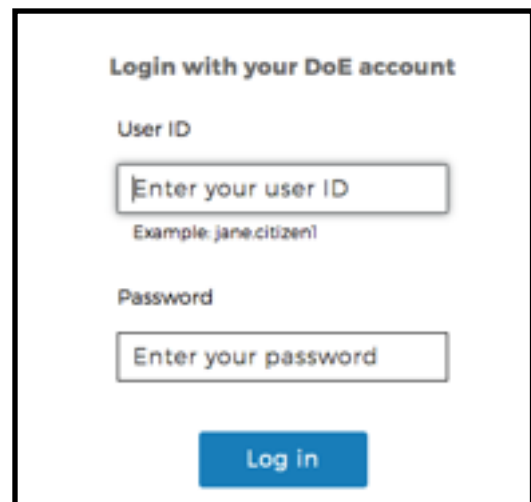 Login with your DoE account
User ID
Enter your user ID
Example: jane.citizen1
Password
Enter your password
Log in